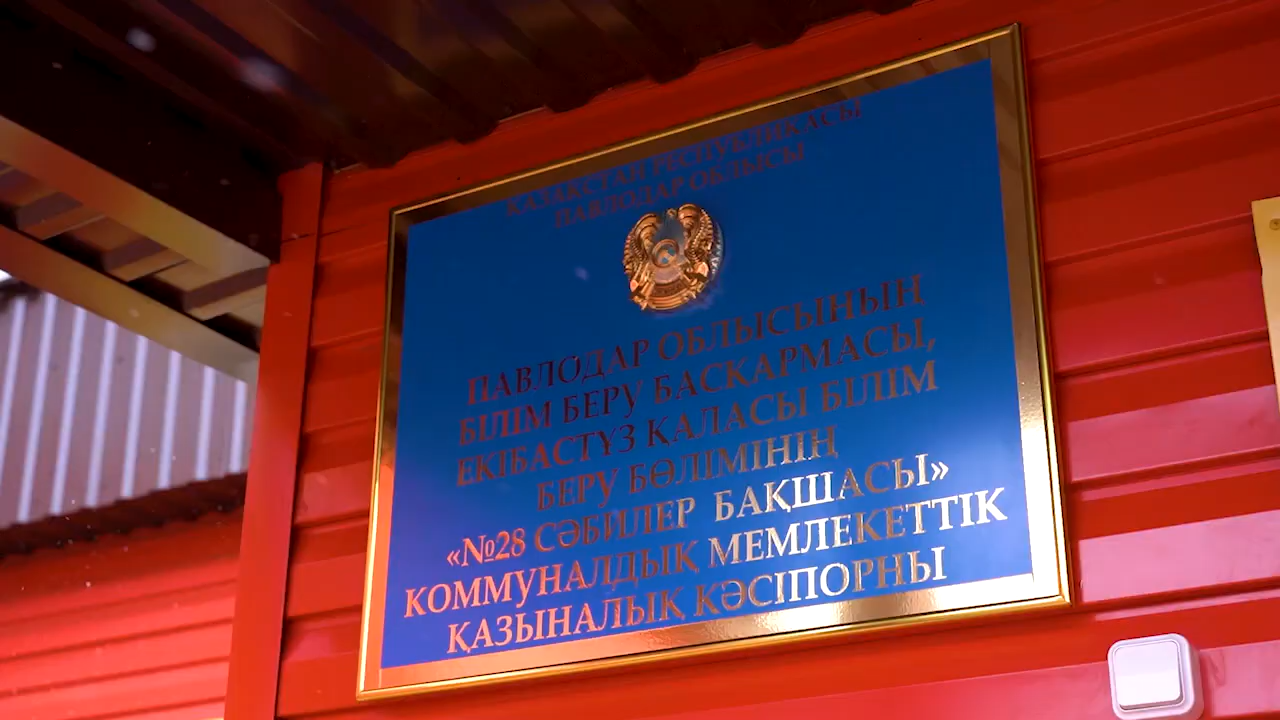 ҚАЗАҚСТАН РЕСПУБЛИКАСЫ
ПАВЛОДАР ОБЛЫСЫ
ПАВЛОДАР ОБЛЫСЫНЫҢ
БІЛІМ БЕРУ БАСҚАРМАСЫ,
ЕКІБАСТҰЗ ҚАЛАСЫ БІЛІМ
БЕРУ БӨЛІМІНІҢ
«№28 СӘБИЛЕР БАҚШАСЫ»
КОММУНАЛДЫҚ МЕМЛЕКЕТТІК
ҚАЗЫНАЛЫҚ КӘСІПОРНЫ